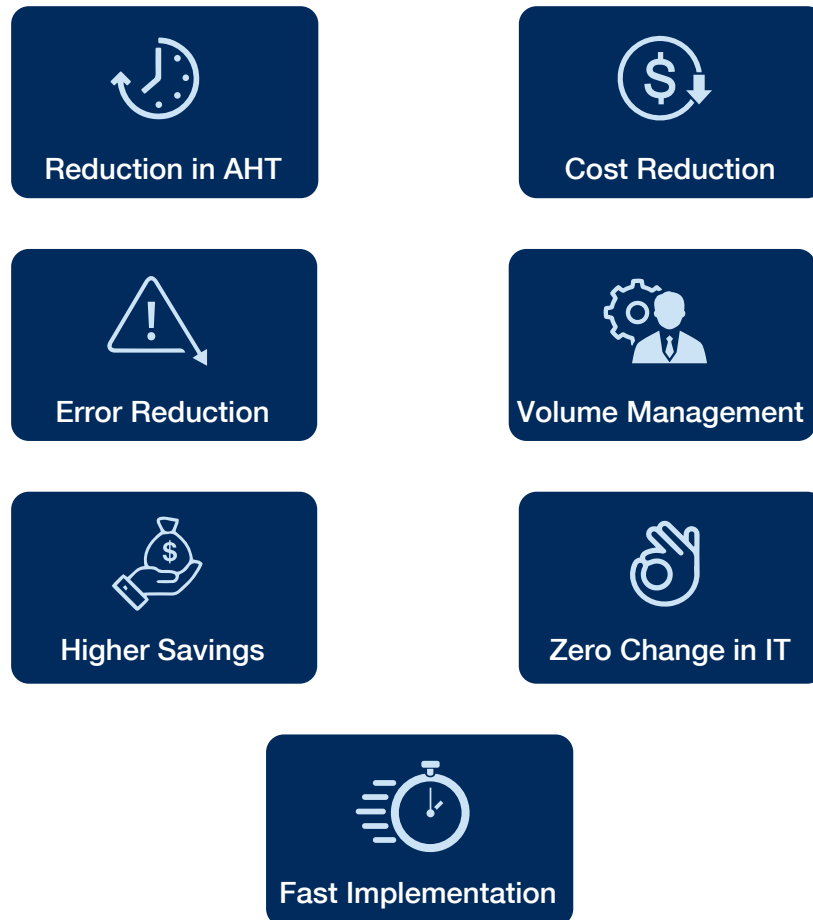 $
Reduction in AHT
Cost Reduction
!
Error Reduction
Volume Management
$
Higher Savings
Zero Change in IT
Fast Implementation